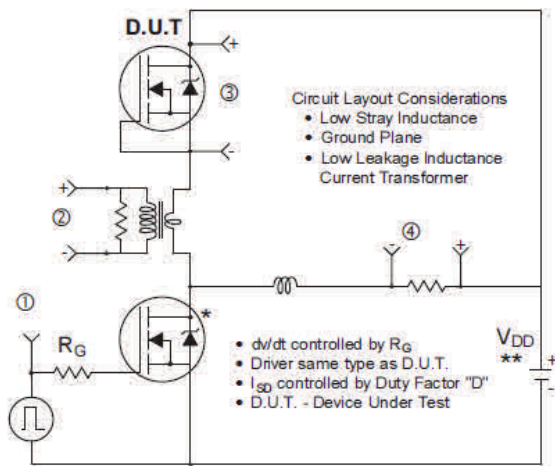 D.U.T
+
③
-
Circuit Layout Considerations
• Low Stray Inductance
• Ground Plane
• Low Leakage Inductance
Current Transformer
+
②
-
④
- +
①
RG
*
• dv/dt controlled by RG
• Driver same type as D.U.T.
• ISD controlled by Duty Factor "D"
• D.U.T. - Device Under Test
VDD
**
+
-